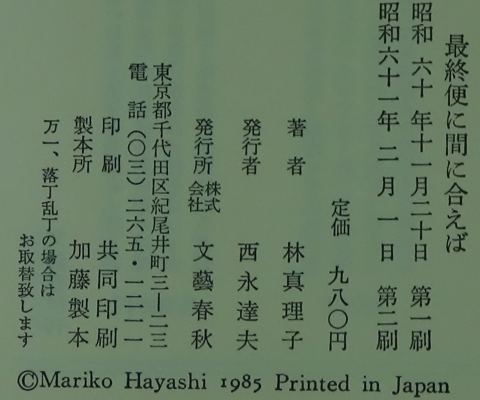 最終便に間に合えば
昭和六十年十一月二十日 第一刷
昭和六十一年二月一日 第二刷
定価 九八〇円
著者 林真理子
発行者 西永達夫
発行所 株式会社 文藝春秋
東京都千代田区紀尾井町三―二三
電話(〇三)二六五・一二一一
印刷 共同印刷
製本所 加藤製本
万一、落丁乱丁の場合は
お取替致します
©Mariko Hayashi 1985 Printed in Japan